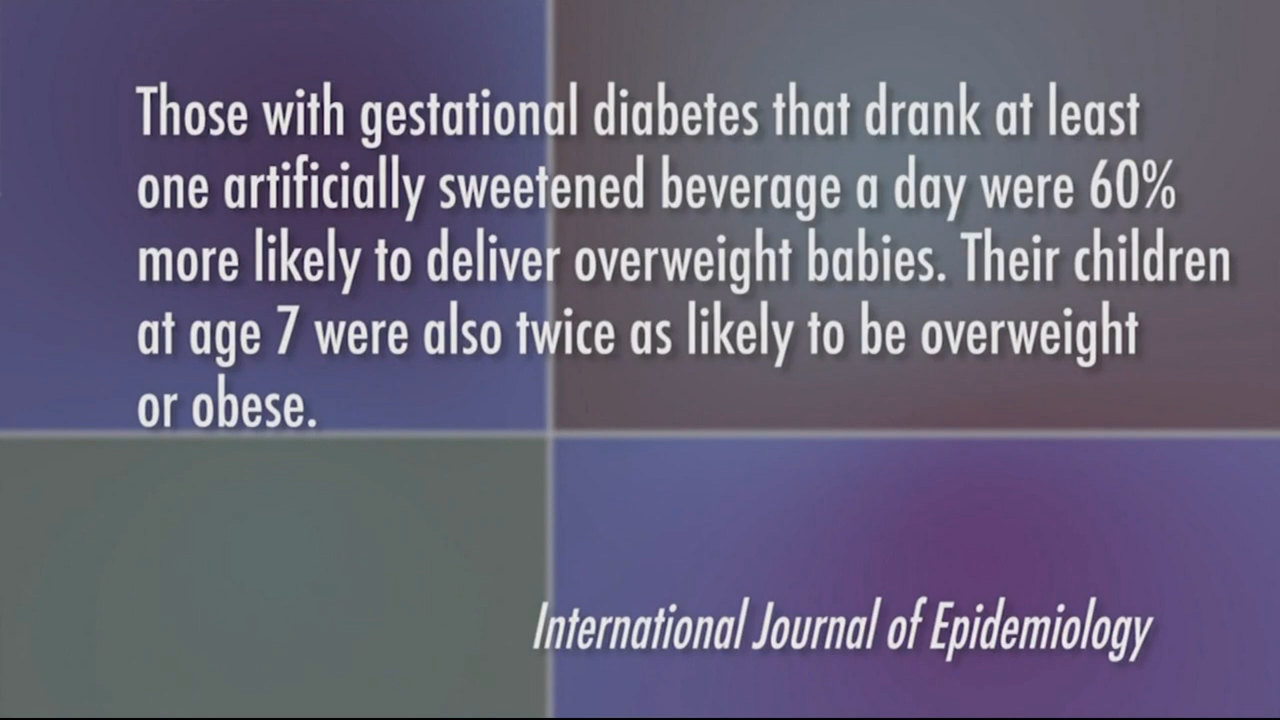 Those with gestational diabetes that drank at least
one artificially sweetened beverage a day were 60%
more likely to deliver overweight babies. Their children
at age 7 were also twice as likely to be overweight
or obese.
International Journal of Epidemiology